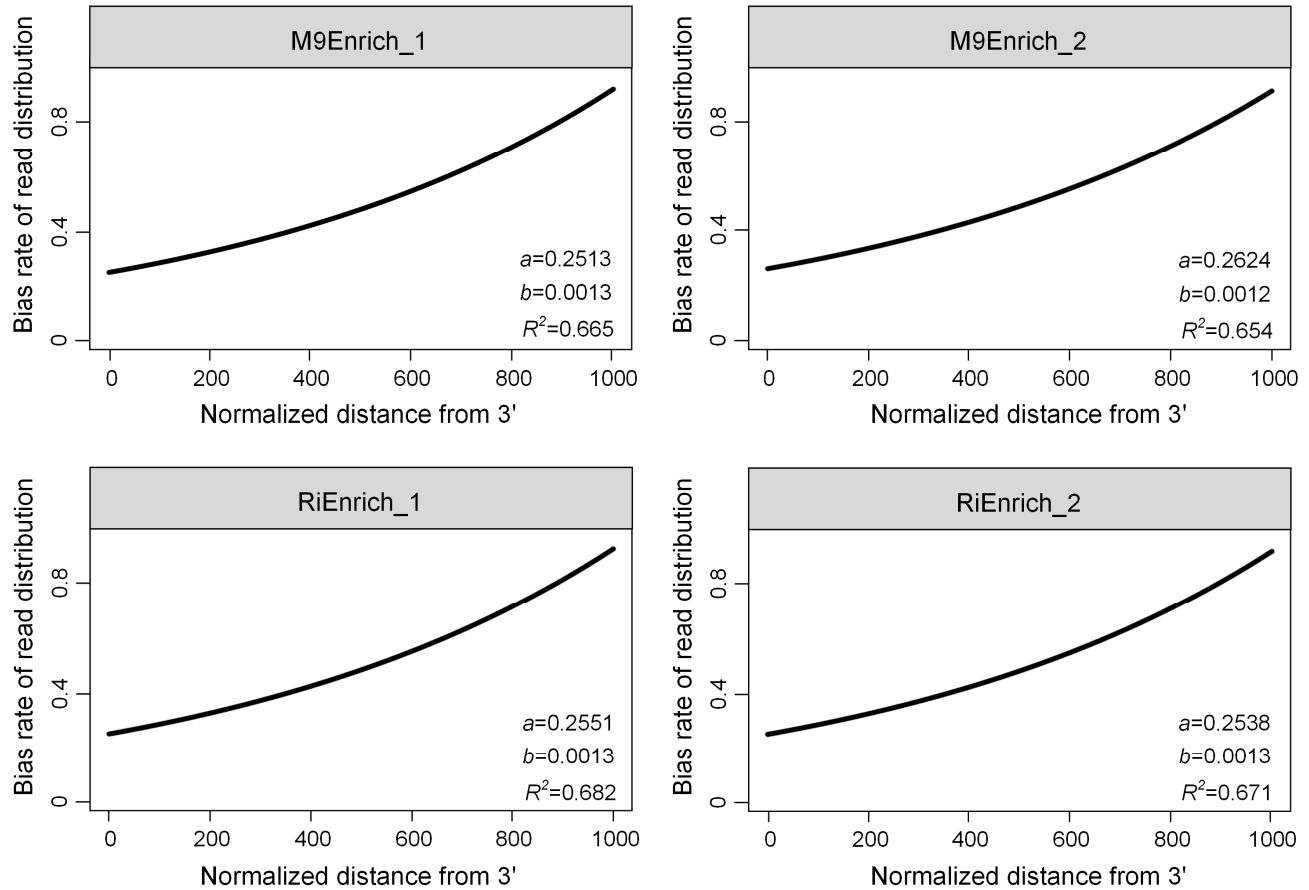 M9Enrich_1
Bias rate of read distribution
0.8
0.4
0
a=0.2513
b=0.0013
R²=0.665
0 200 400 600 800 1000
Normalized distance from 3'
M9Enrich_2
Bias rate of read distribution
0.8
0.4
0
a=0.2624
b=0.0012
R²=0.654
0 200 400 600 800 1000
Normalized distance from 3'
RiEnrich_1
Bias rate of read distribution
0.8
0.4
0
a=0.2551
b=0.0013
R²=0.682
0 200 400 600 800 1000
Normalized distance from 3'
RiEnrich_2
Bias rate of read distribution
0.8
0.4
0
a=0.2538
b=0.0013
R²=0.671
0 200 400 600 800 1000
Normalized distance from 3'